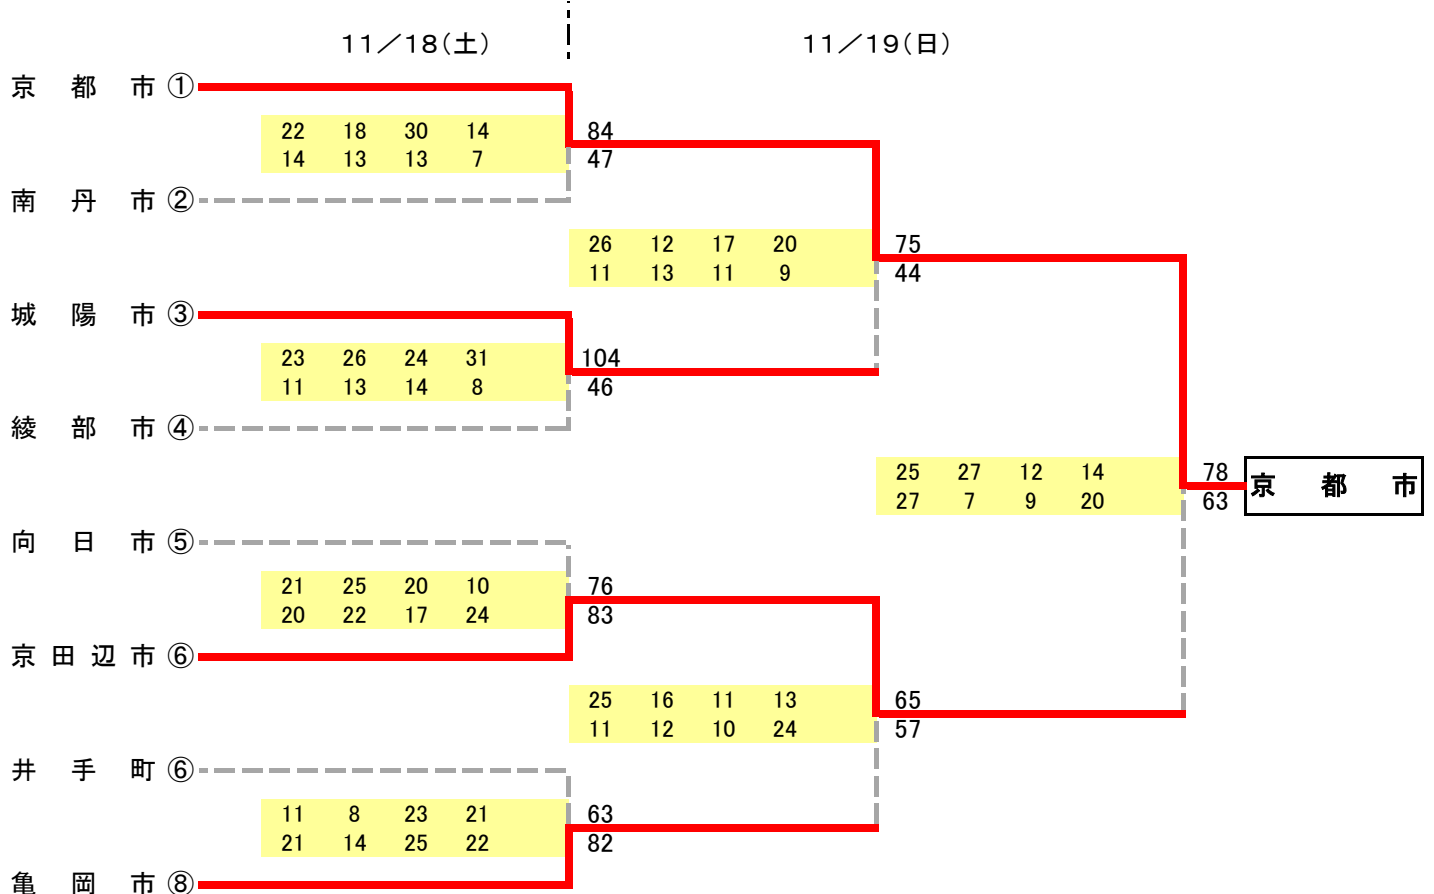 11／18（土） 11／19（日）
京都市①
22 18 30 14 84
14 13 13 7 47
南丹市②
26 12 17 20 75
11 13 11 9 44
城陽市③
23 26 24 31 104
11 13 14 8 46
綾部市④
25 27 12 14 78
27 7 9 20 63
京都市
向日市⑤
21 25 20 10 76
20 22 17 24 83
京田辺市⑥
25 16 11 13 65
11 12 10 24 57
井手町⑥
11 8 23 21 63
21 14 25 22 82
亀岡市⑧